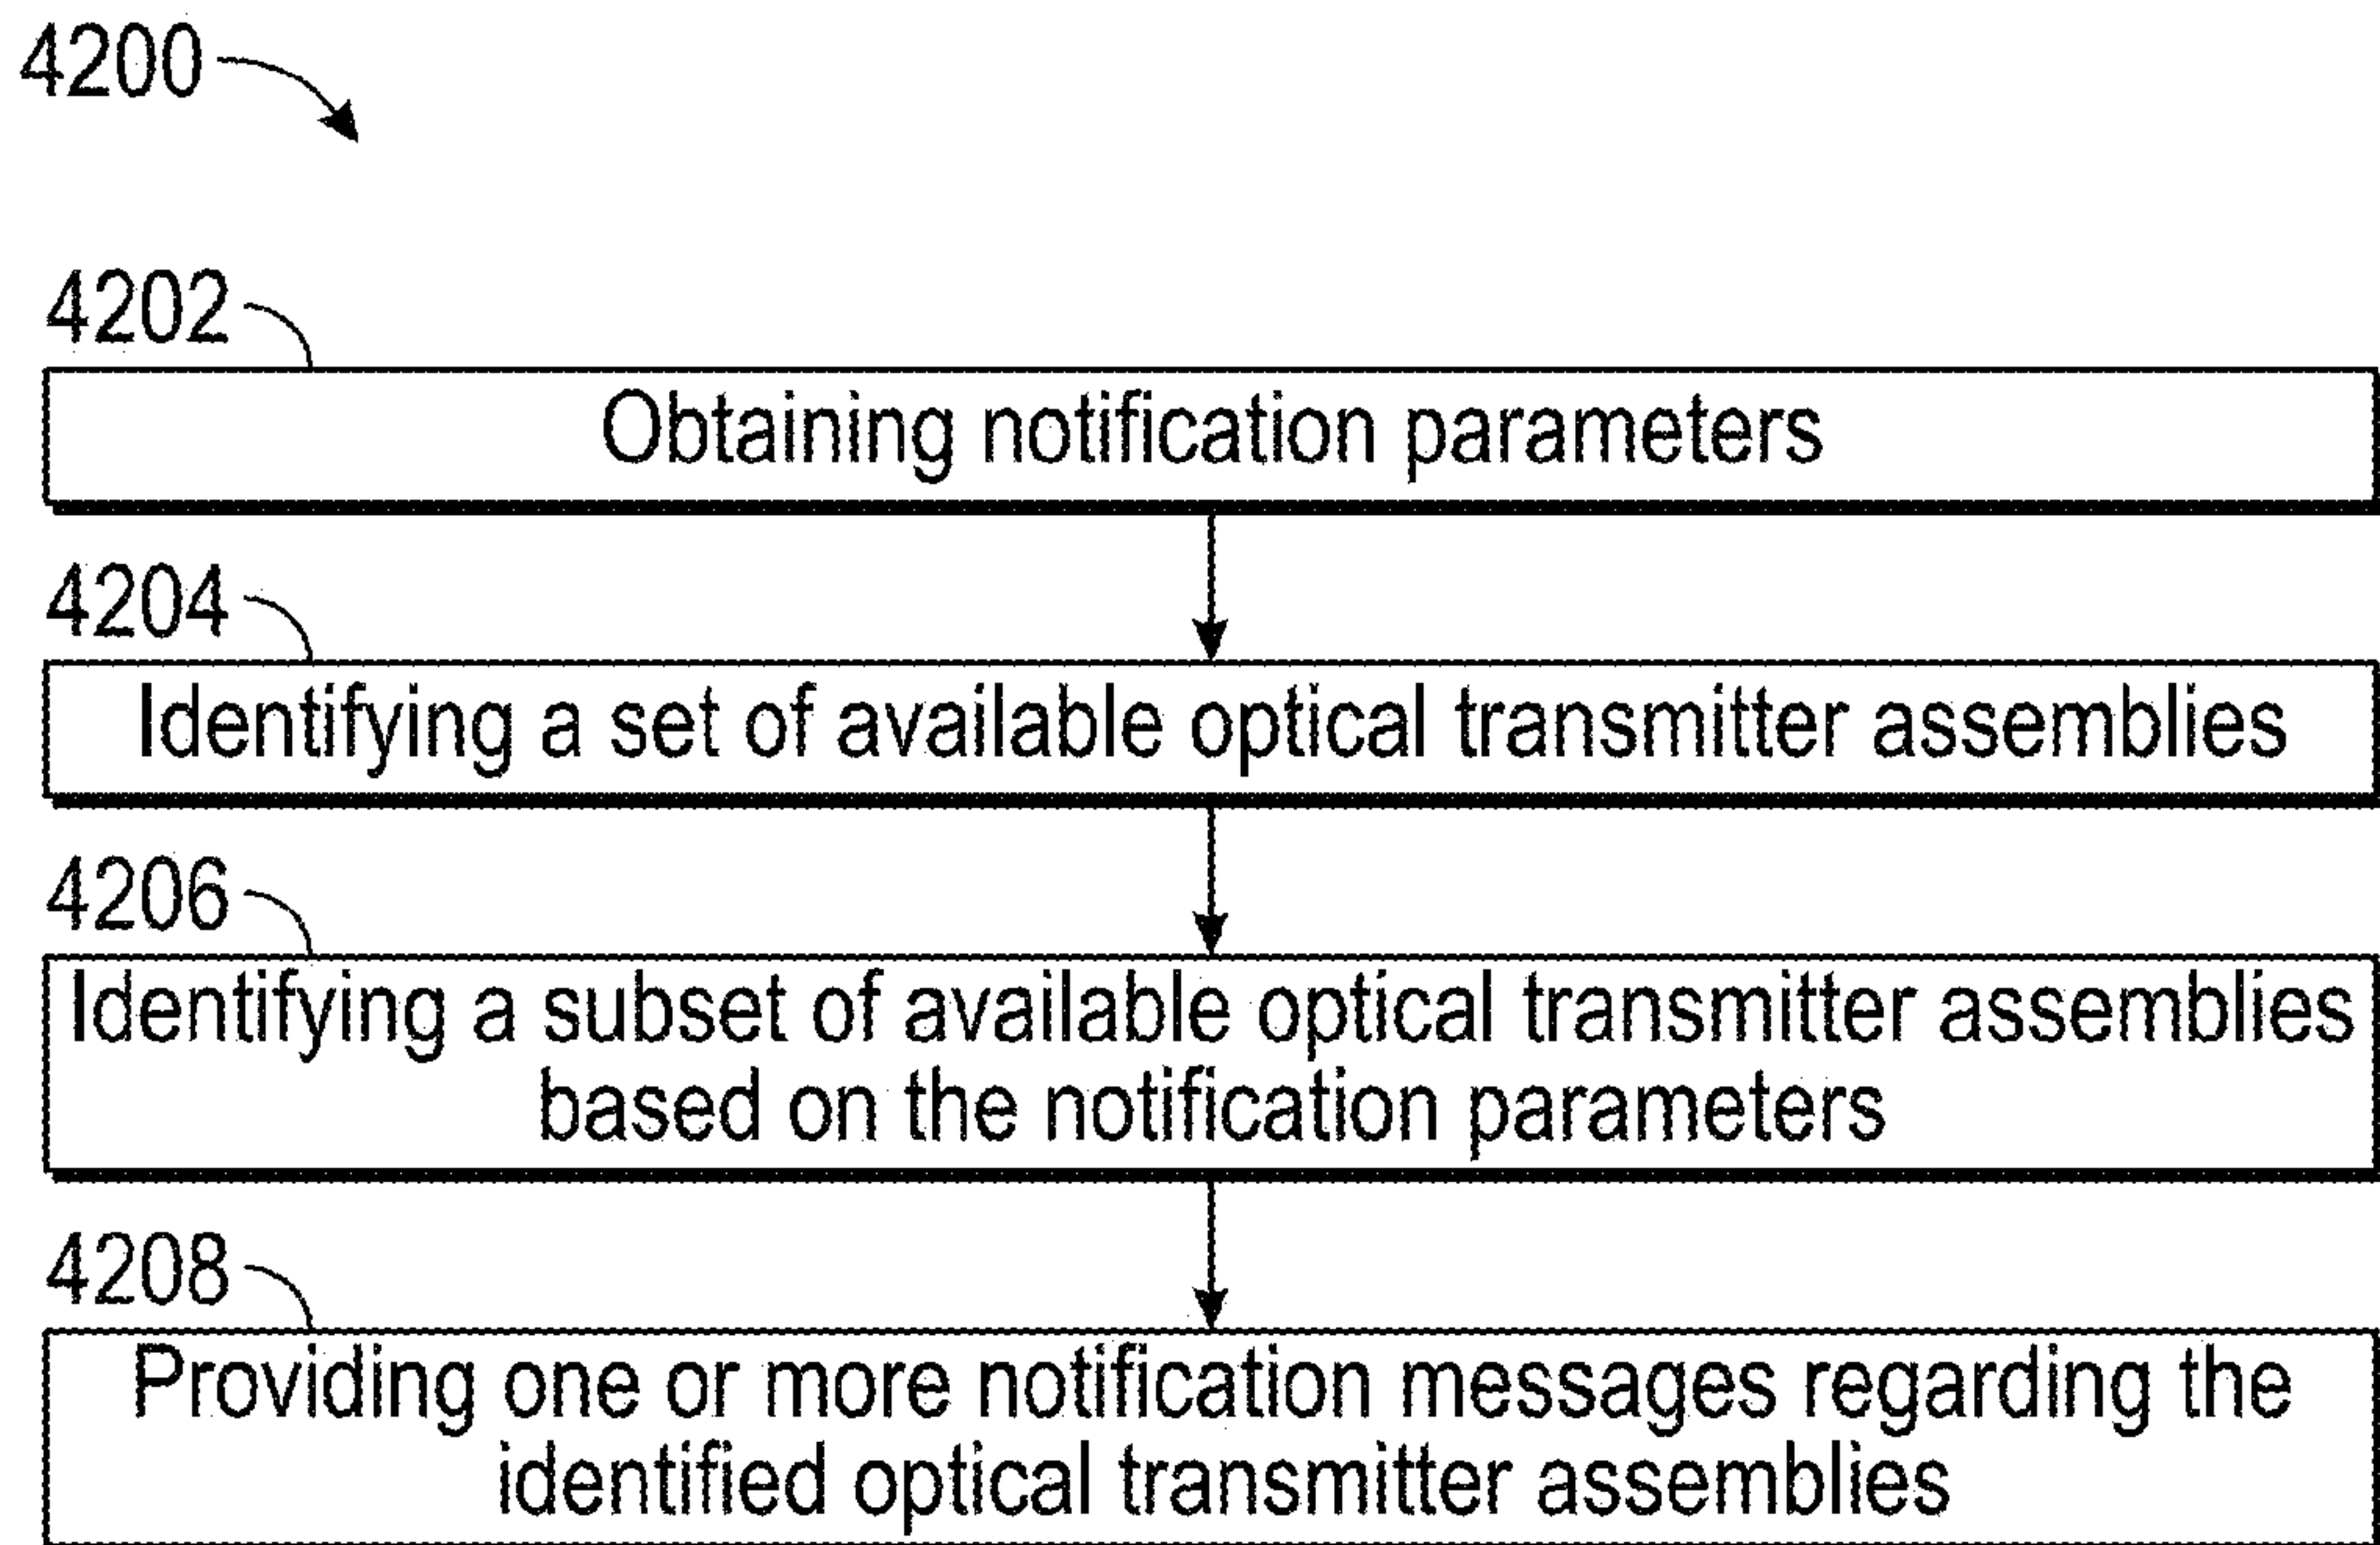 4200
4202
Obtaining notification parameters
4204
Identifying a set of available optical transmitter assemblies
4206
Identifying a subset of available optical transmitter assemblies
based on the notification parameters
4208
Providing one or more notification messages regarding the
identified optical transmitter assemblies